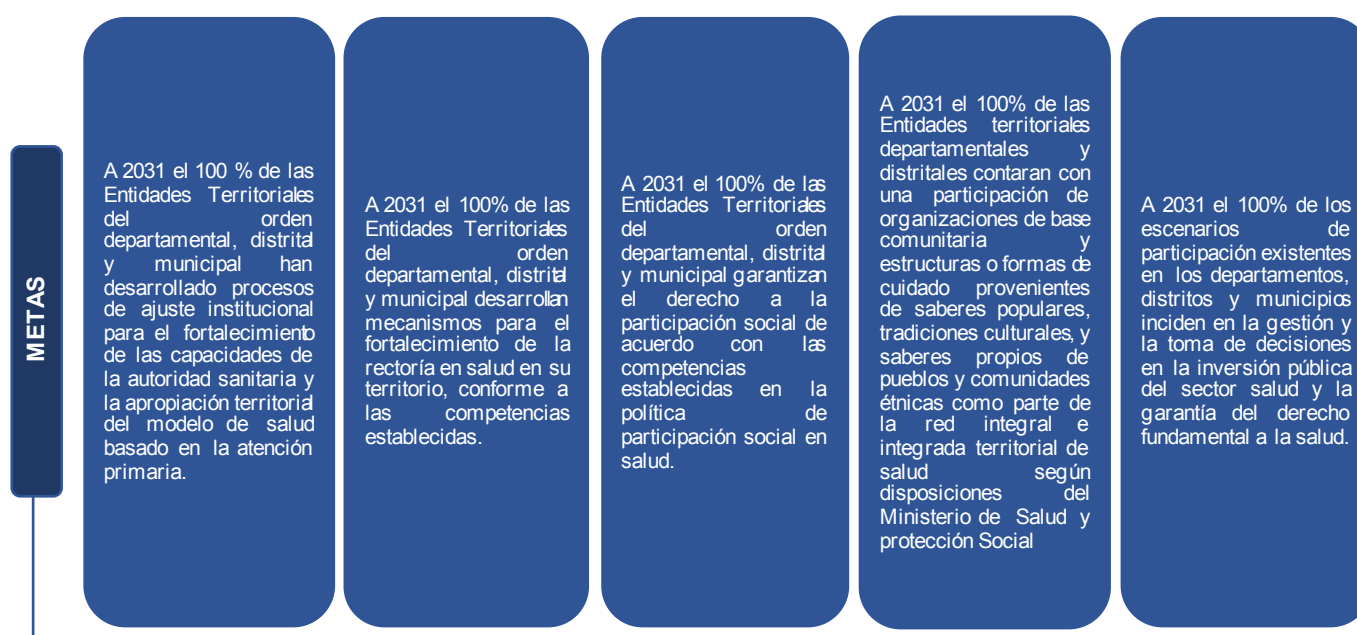 METAS
A 2031 el 100 % de las
Entidades Territoriales
del orden
departamental, distrital
y municipal han
desarrollado procesos
de ajuste institucional
para el fortalecimiento
de las capacidades de
la autoridad sanitaria y
la apropiación territorial
del modelo de salud
basado en la atención
primaria.
A 2031 el 100% de las
Entidades Territoriales
del orden
departamental, distrital
y municipal desarrollan
mecanismos para el
fortalecimiento de la
rectoría en salud en su
territorio, conforme a
las competencias
establecidas.
A 2031 el 100% de las
Entidades Territoriales
del orden
departamental, distrital
y municipal garantizan
el derecho a la
participación social de
acuerdo con las
competencias
establecidas en la
política de
participación social en
salud.
A 2031 el 100% de las
Entidades territoriales
departamentales y
distritales contaran con
una participación de
organizaciones de base
comunitaria y
estructuras o formas de
cuidado provenientes
de saberes populares,
tradiciones culturales, y
saberes propios de
pueblos y comunidades
étnicas como parte de
la red integral e
integrada territorial de
salud según
disposiciones del
Ministerio de Salud y
protección Social
A 2031 el 100% de los
escenarios de
participación existentes
en los departamentos,
distritos y municipios
inciden en la gestión y
la toma de decisiones
en la inversión pública
del sector salud y la
garantía del derecho
fundamental a la salud.